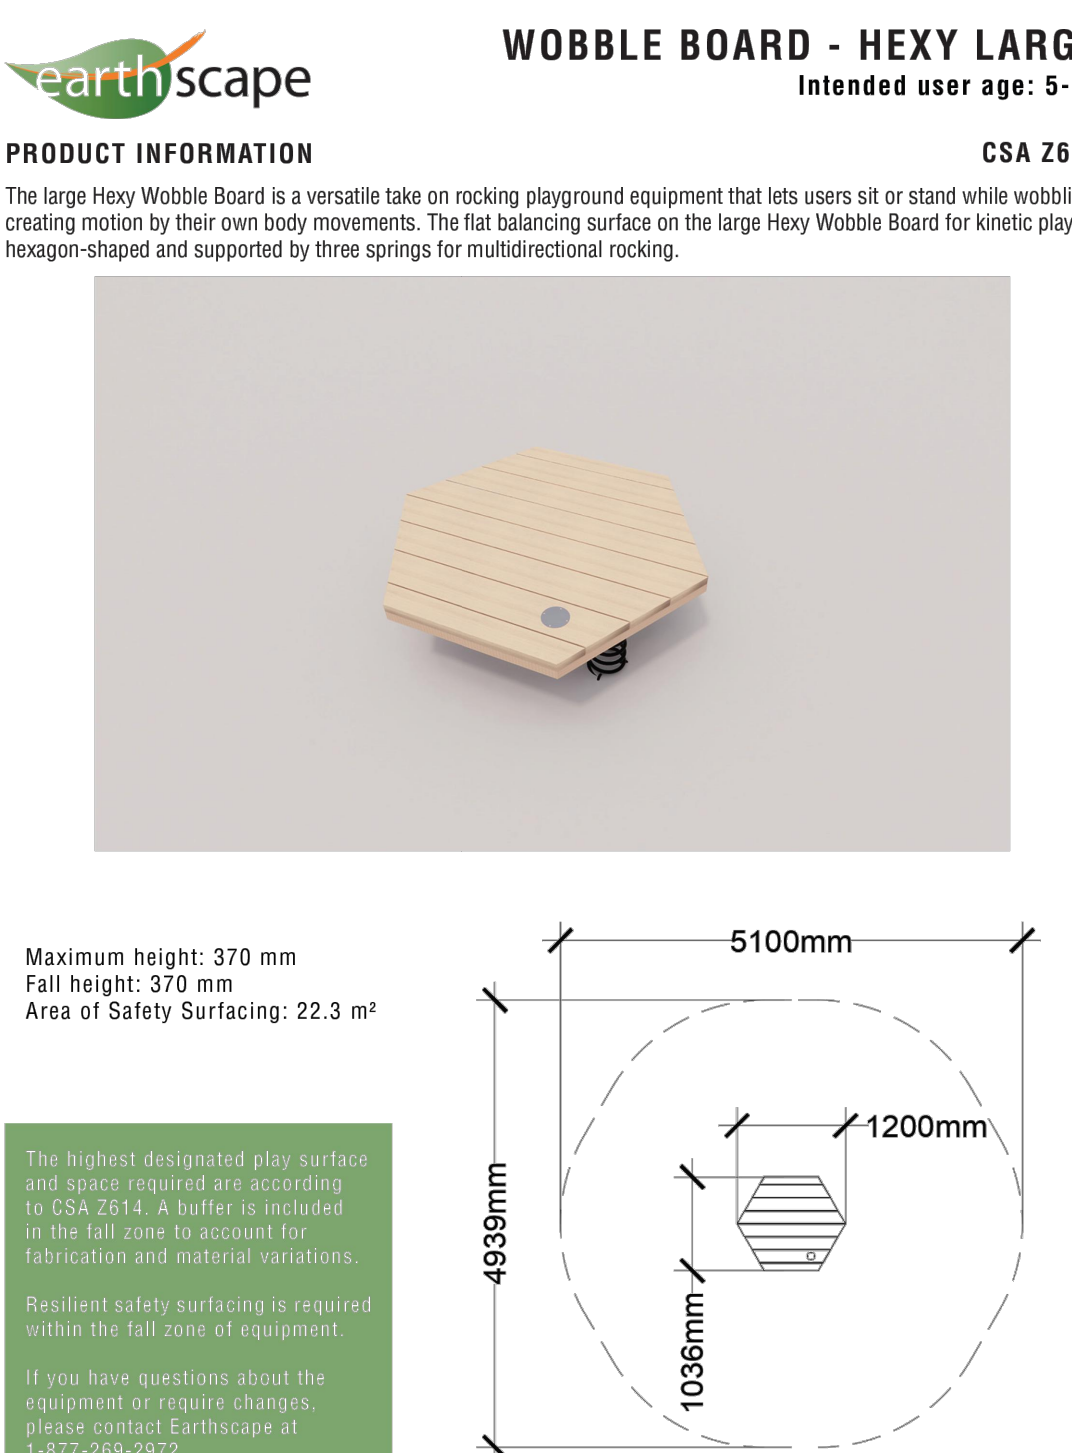 earthscape
WOBBLE BOARD - HEXY LARG
Intended user age: 5-
PRODUCT INFORMATION
CSA Z6
The large Hexy Wobble Board is a versatile take on rocking playground equipment that lets users sit or stand while wobbli
creating motion by their own body movements. The flat balancing surface on the large Hexy Wobble Board for kinetic play
hexagon-shaped and supported by three springs for multidirectional rocking.
Maximum height: 370 mm
Fall height: 370 mm
Area of Safety Surfacing: 22.3 m²
5100mm
4939mm
1200mm
1036mm
The highest designated play surface
and space required are according
to CSA Z614. A buffer is included
in the fall zone to account for
fabrication and material variations.
Resilient safety surfacing is required
within the fall zone of equipment.
If you have questions about the
equipment or require changes,
please contact Earthscape at
1-877-269-2972